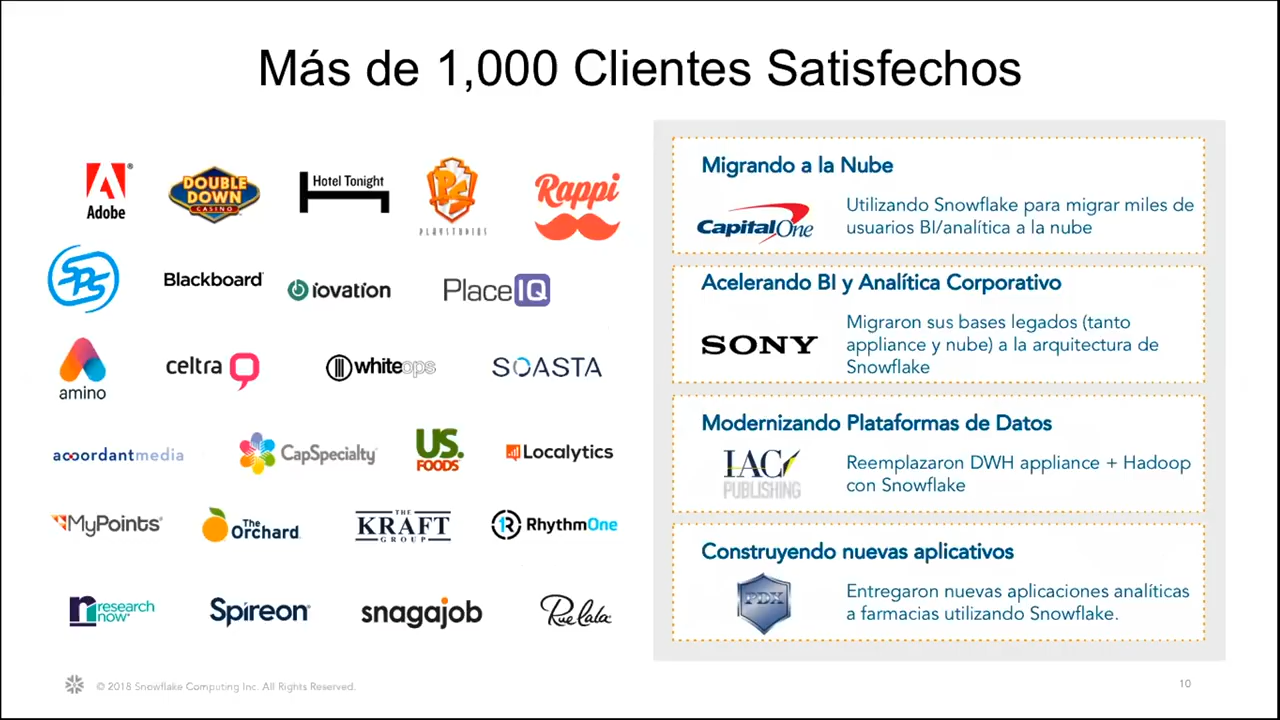 Más de 1,000 Clientes Satisfechos
Adobe
DOUBLE
DOWN
CASINO
Hotel Tonight
PS
PLAYSTUDIOS
Rappi
SPS
Blackboard
iovation
PlaceIQ
amino
celtra
whiteops
SOASTA
accordantmedia
CapSpecialty
US.
FOODS
Localytics
MyPoints®
The
Orchard
THE
KRAFT
GROUP
1R RhythmOne
research
now
Spireon
snagajob
Rue La La
Migrando a la Nube
CapitalOne
Utilizando Snowflake para migrar miles de
usuarios BI/analítica a la nube
Acelerando BI y Analítica Corporativo
SONY
Migraron sus bases legados (tanto
appliance y nube) a la arquitectura de
Snowflake
Modernizando Plataformas de Datos
IAC/
PUBLISHING
Reemplazaron DWH appliance + Hadoop
con Snowflake
Construyendo nuevas aplicativos
PDX
Entregaron nuevas aplicaciones analíticas
a farmacias utilizando Snowflake.
© 2018 Snowflake Computing Inc. All Rights Reserved.
10